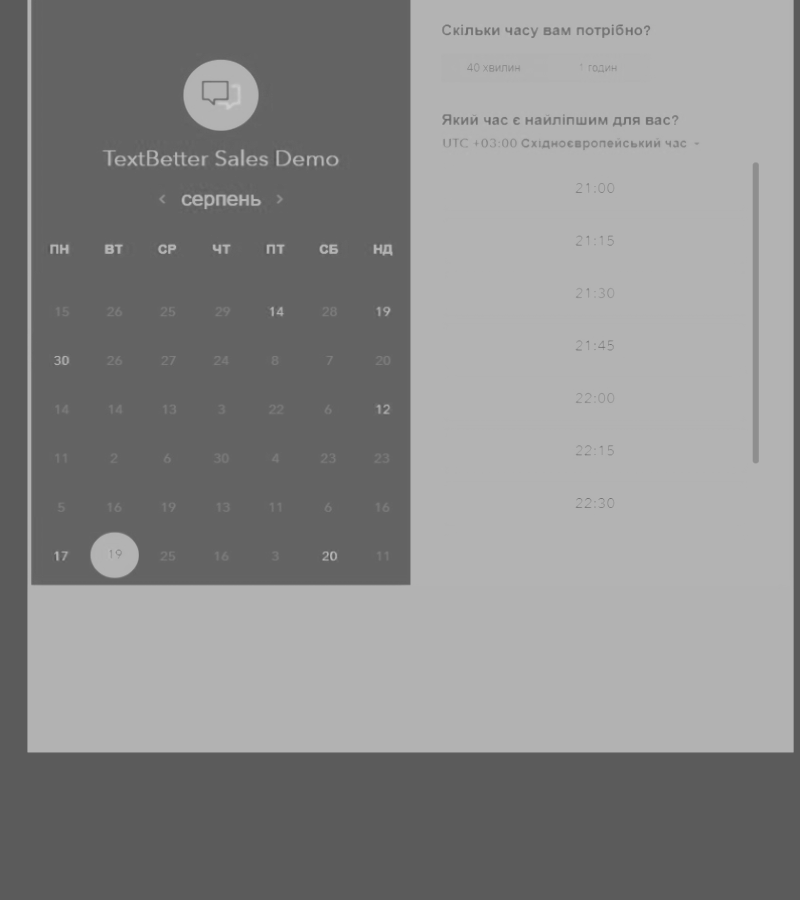 TextBetter Sales Demo
‹ серпень ›
ПН ВТ СР ЧТ ПТ СБ НД
15 26 25 29 14 28 19
30 26 27 24 8 7 20
14 14 13 3 22 6 12
11 2 6 30 4 23 23
5 16 19 13 11 6 16
17 19 25 16 3 20 11
Скільки часу вам потрібно?
40 хвилин 1 годин
Який час є найліпшим для вас?
UTC +03:00 Східноєвропейський час
21:00
21:15
21:30
21:45
22:00
22:15
22:30